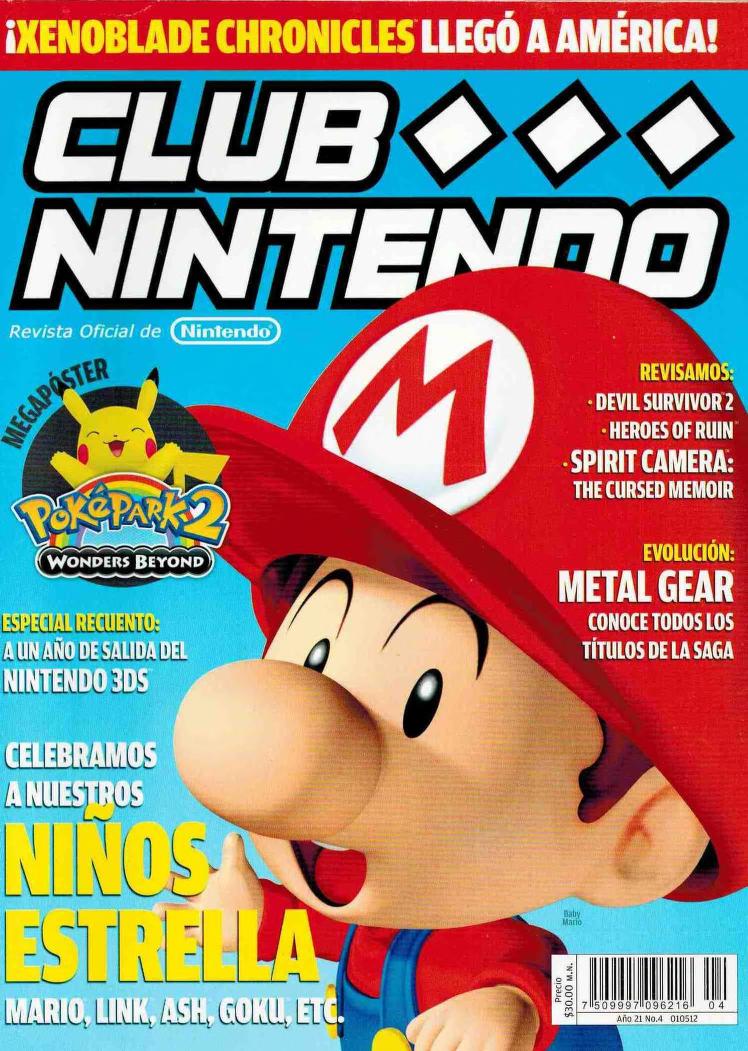 ¡XENOBLADE CHRONICLES LLEGÓ A AMÉRICA!
CLUB
NINTENDO
Revista Oficial de Nintendo®
M
MEGAPÓSTER
POKÉPARK 2
WONDERS BEYOND
REVISAMOS:
· DEVIL SURVIVOR 2
· HEROES OF RUIN™
· SPIRIT CAMERA:™
THE CURSED MEMOIR
EVOLUCIÓN:
METAL GEAR
CONOCE TODOS LOS
TÍTULOS DE LA SAGA
ESPECIAL RECUENTO:
A UN AÑO DE SALIDA DEL
NINTENDO 3DS™
CELEBRAMOS
A NUESTROS
NIÑOS
ESTRELLA
MARIO, LINK, ASH, GOKU, ETC.
Baby
Mario
Precio
$30.00 M.N.
7 509997 096216 04
Año 21 No.4 010512